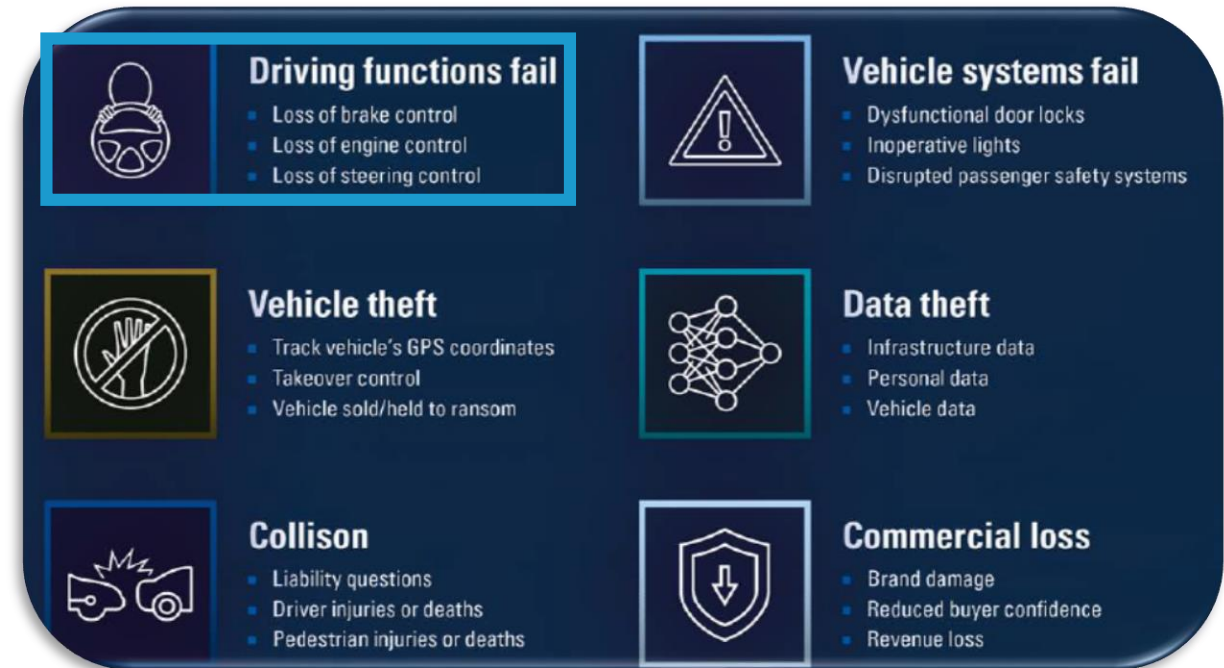 Driving functions fail
Loss of brake control
Loss of engine control
Loss of steering control
Vehicle systems fail
Dysfunctional door locks
Inoperative lights
Disrupted passenger safety systems
Vehicle theft
Track vehicle's GPS coordinates
Takeover control
Vehicle sold/held to ransom
Data theft
Infrastructure data
Personal data
Vehicle data
Collison
Liability questions
Driver injuries or deaths
Pedestrian injuries or deaths
Commercial loss
Brand damage
Reduced buyer confidence
Revenue loss